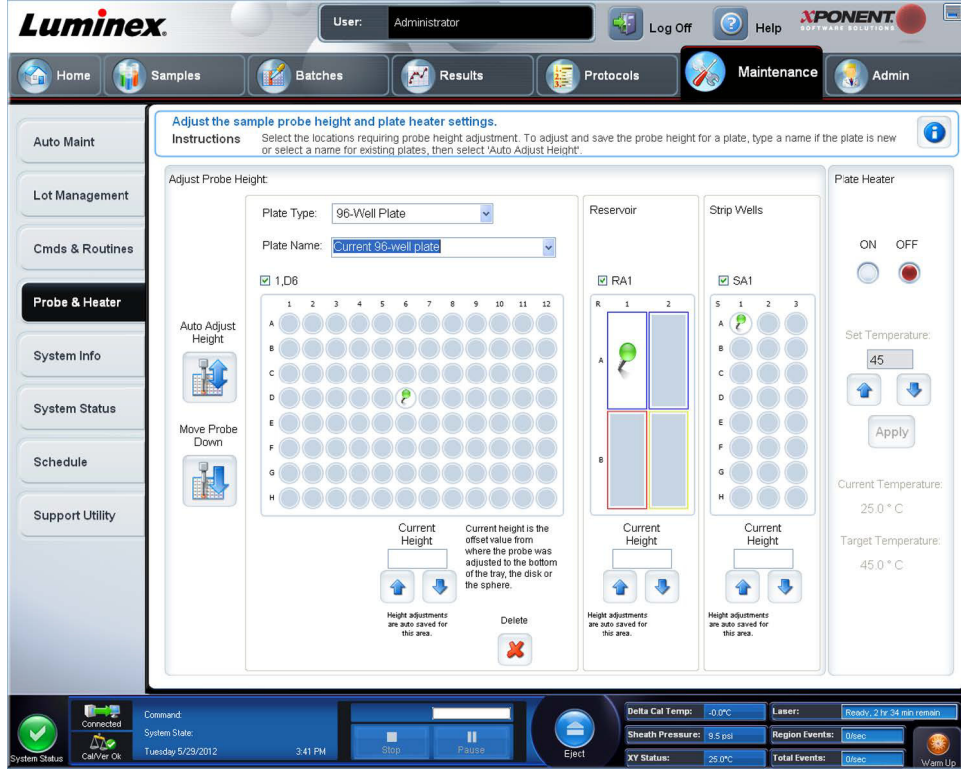 Luminex.
User: Administrator
Log Off
Help
XPONENT.
SOFTWARE SOLUTIONS
Home
Samples
Batches
Results
Protocols
Maintenance
Admin
Auto Maint
Lot Management
Cmds & Routines
Probe & Heater
System Info
System Status
Schedule
Support Utility
Adjust the sample probe height and plate heater settings.
Instructions Select the locations requiring probe height adjustment. To adjust and save the probe height for a plate, type a name if the plate is new
or select a name for existing plates, then select 'Auto Adjust Height'.
Adjust Probe Height:
Auto Adjust
Height
Move Probe
Down
Plate Type: 96-Well Plate
Plate Name: Current 96-well plate
1,D6
1 2 3 4 5 6 7 8 9 10 11 12
A
B
C
D
E
F
G
H
Current
Height
Height adjustments
are auto saved for
this area.
Current height is the
offset value from
where the probe was
adjusted to the bottom
of the tray, the disk or
the sphere.
Delete
Reservoir
RA1
R 1 2
A
B
Current
Height
Height adjustments
are auto saved for
this area.
Strip Wells
SA1
S 1 2 3
A
B
C
D
E
F
G
H
Current
Height
Height adjustments
are auto saved for
this area.
Plate Heater
ON OFF
Set Temperature:
45
Apply
Current Temperature:
25.0 ° C
Target Temperature:
45.0 ° C
System Status
Connected
Cal/Ver Ok
Command:
System State:
Tuesday 5/29/2012 3:41 PM
Stop
Pause
Eject
Delta Cal Temp: -0.0°C
Sheath Pressure: 9.5 psi
XY Status: 25.0°C
Laser: Ready, 2 hr 34 min remain
Region Events: 0/sec
Total Events: 0/sec
Warm Up